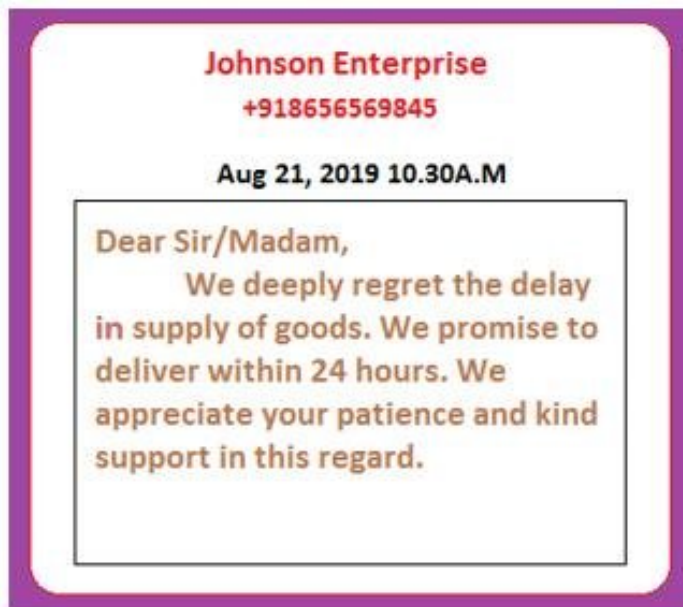 Johnson Enterprise
+918656569845
Aug 21, 2019 10.30A.M
Dear Sir/Madam,
We deeply regret the delay
in supply of goods. We promise to
deliver within 24 hours. We
appreciate your patience and kind
support in this regard.